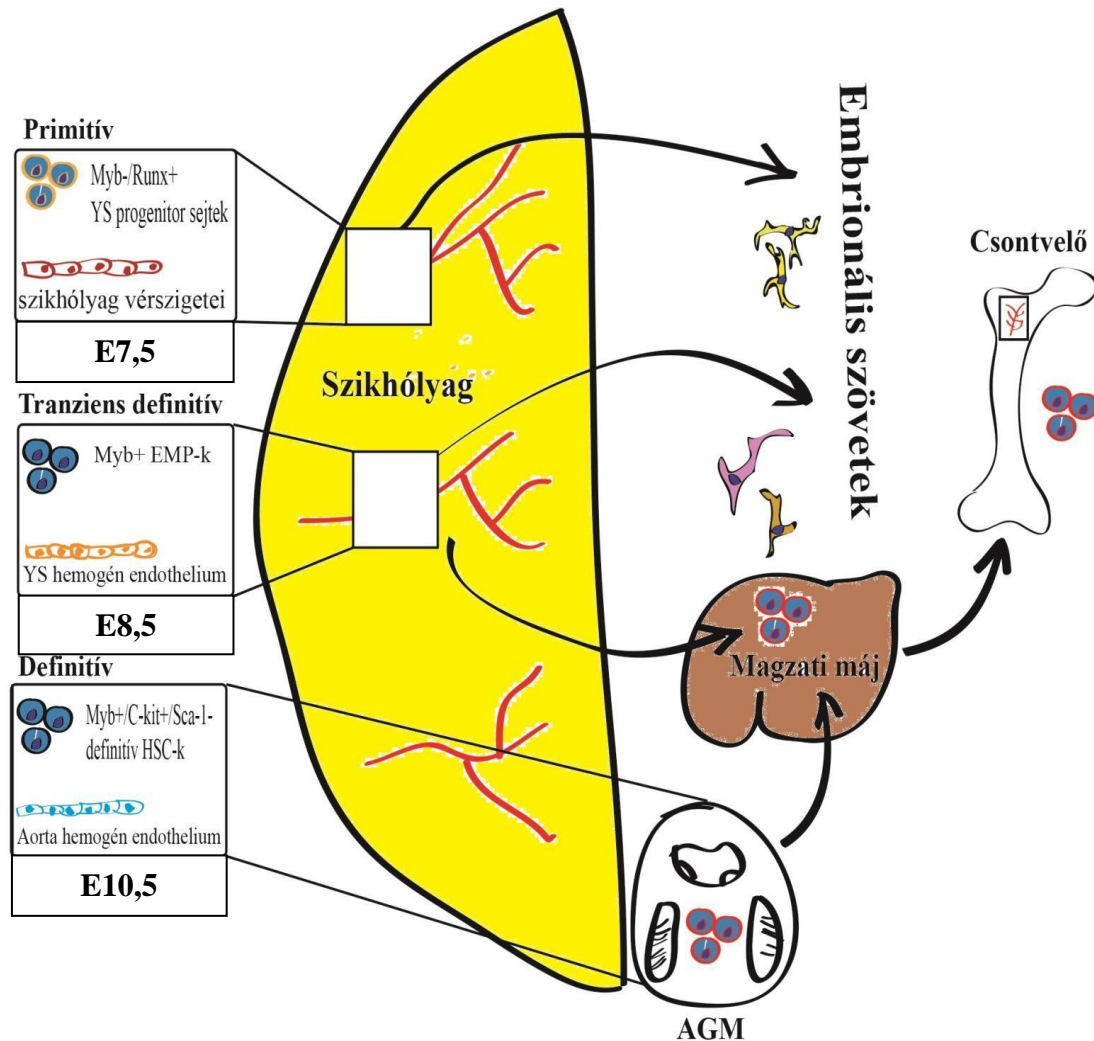 Primitív
Myb-/Runx+
YS progenitor sejtek
szikhólyag vérszigetei
E7,5
Tranziens definitív
Myb+ EMP-k
YS hemogén endothelium
E8,5
Definitív
Myb+/C-kit+/Sca-1-
definitív HSC-k
Aorta hemogén endothelium
E10,5
Szikhólyag
Embrionális szövetek
Csontvelő
Magzati máj
AGM